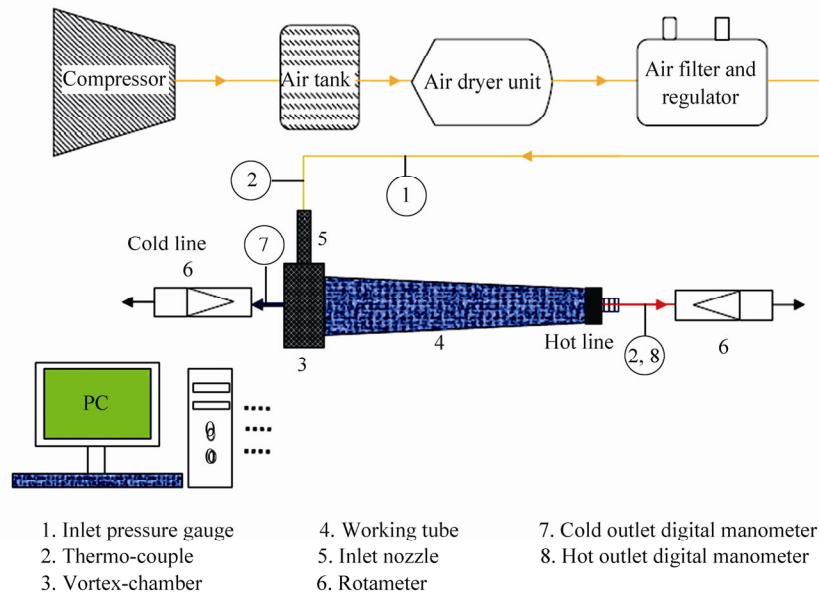 Compressor
Air tank
Air dryer unit
Air filter and
regulator
2
1
5
Cold line
7
6
3
4
Hot line
2, 8
6
PC
1. Inlet pressure gauge
2. Thermo-couple
3. Vortex-chamber
4. Working tube
5. Inlet nozzle
6. Rotameter
7. Cold outlet digital manometer
8. Hot outlet digital manometer